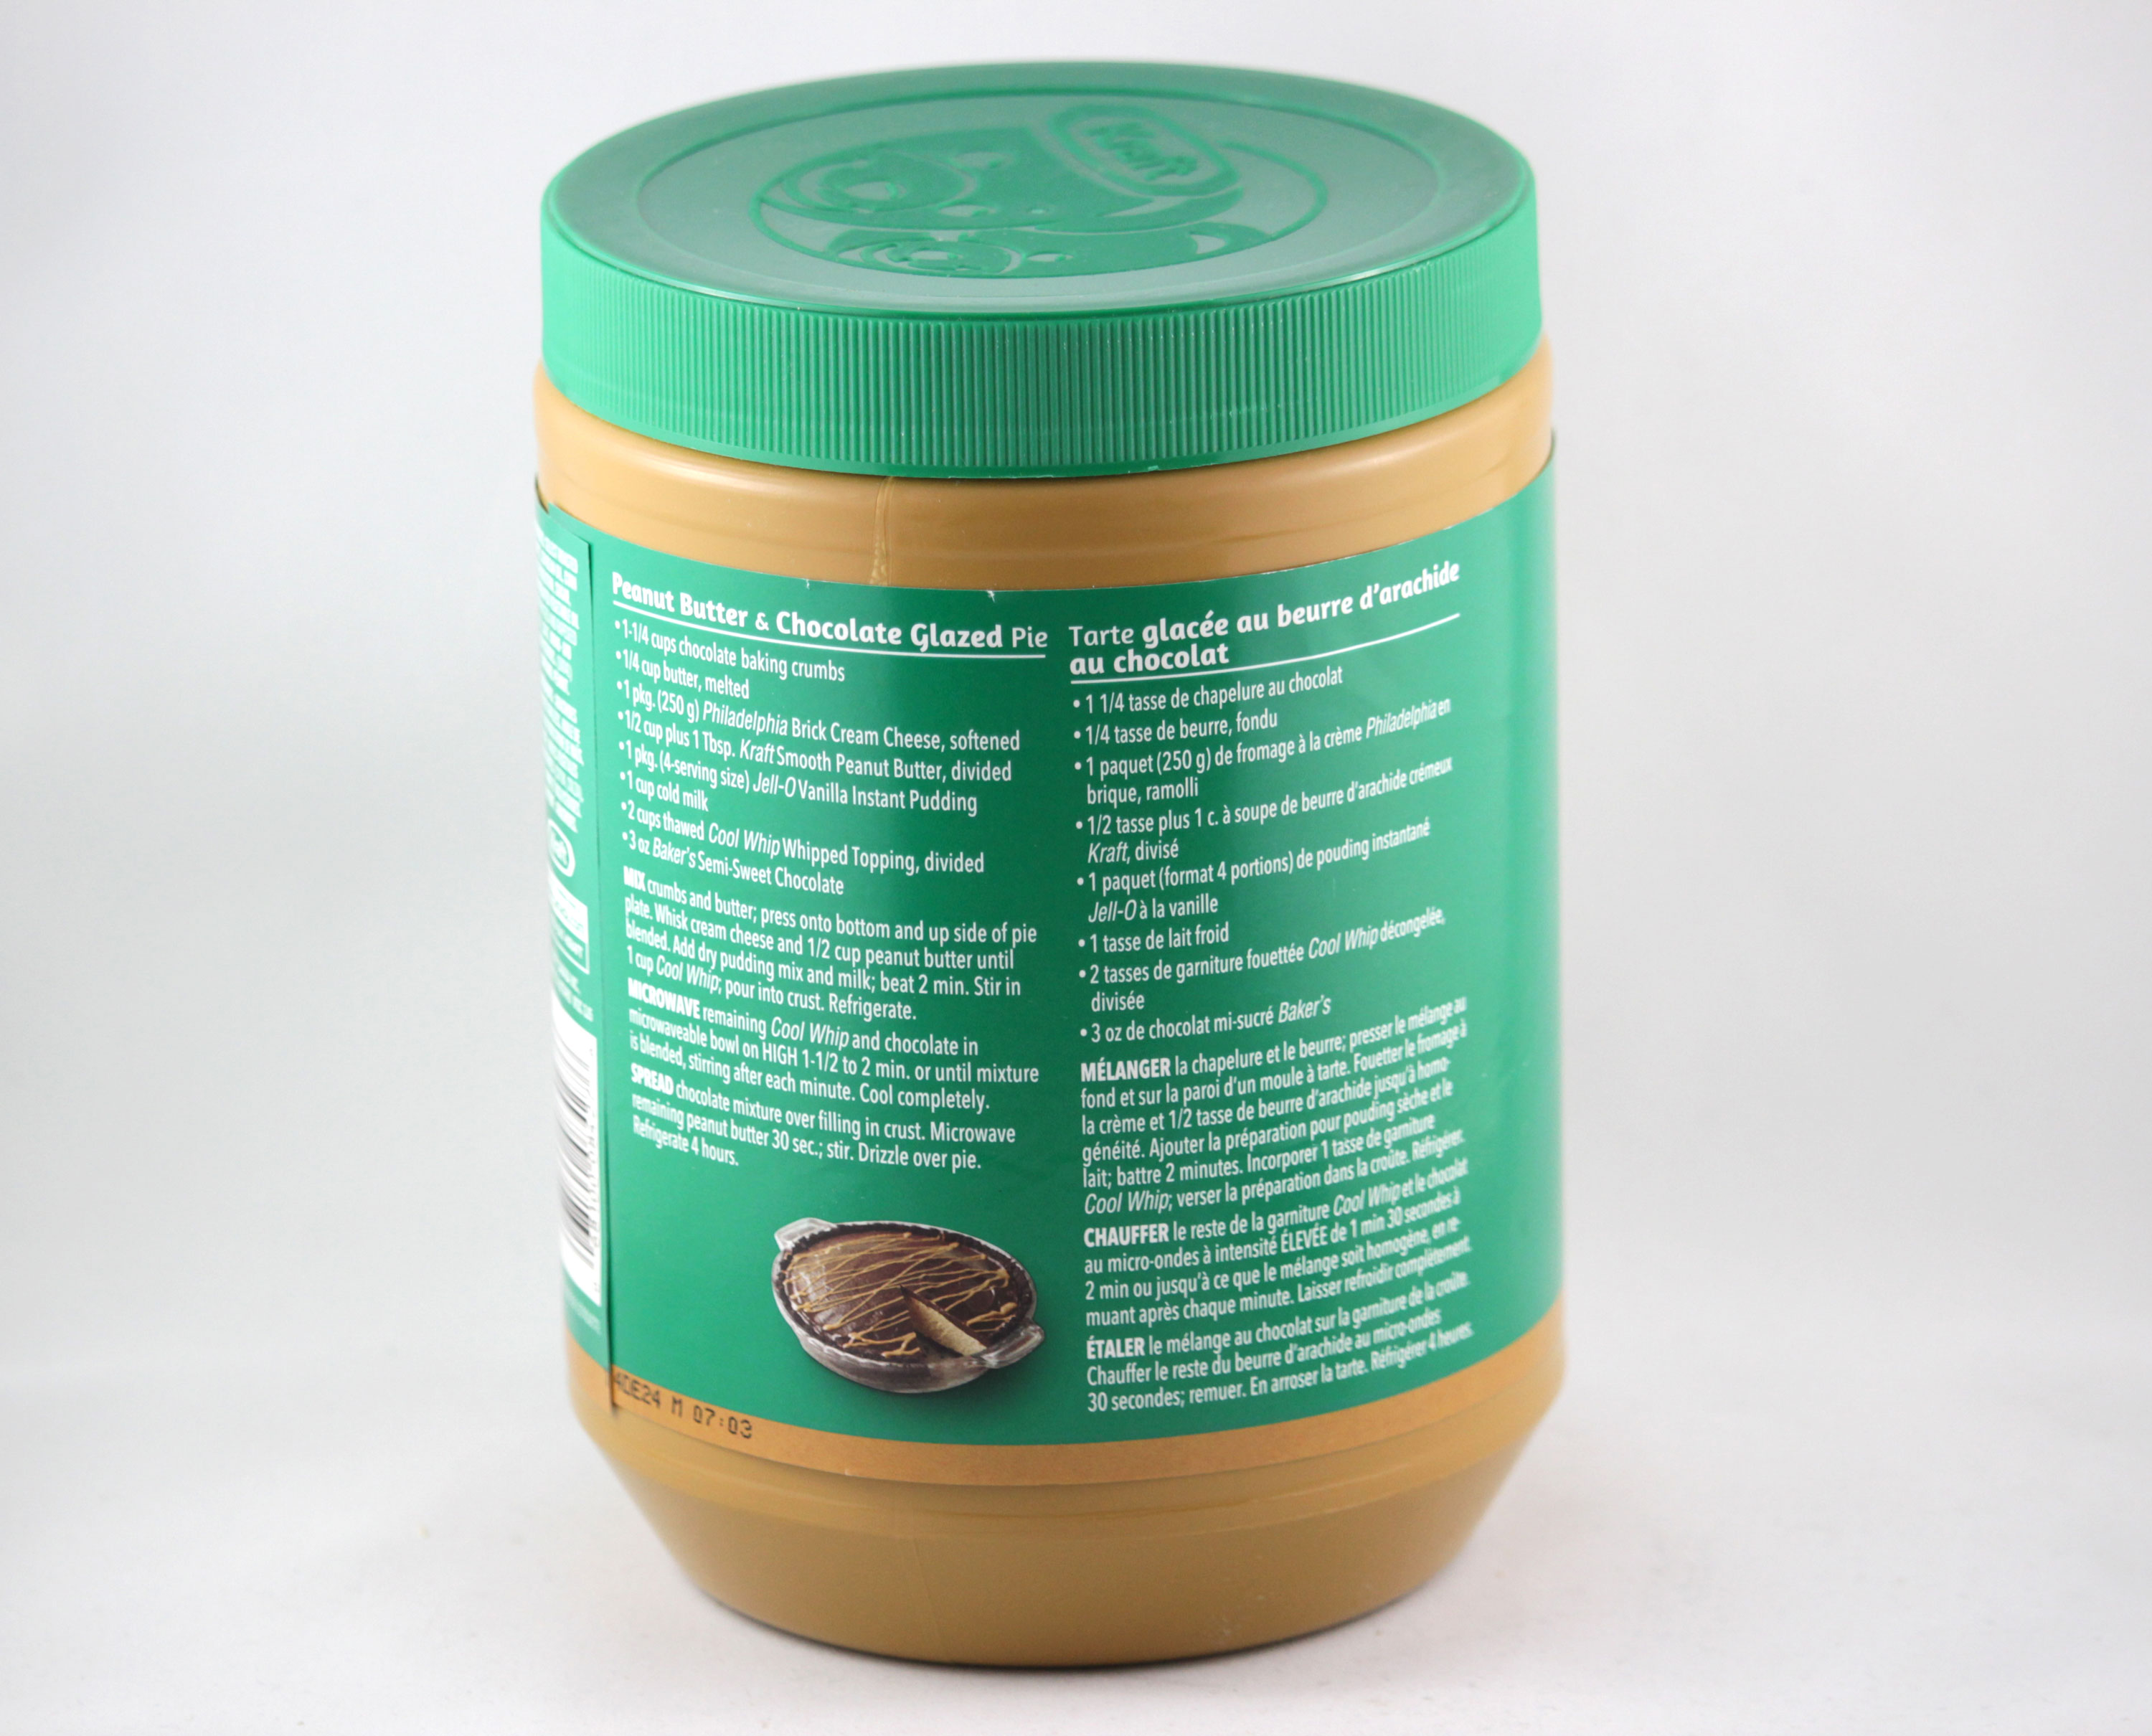 Kraft
Peanut Butter & Chocolate Glazed Pie
•1-1/4 cups chocolate baking crumbs
•1/4 cup butter, melted
•1 pkg. (250 g) Philadelphia Brick Cream Cheese, softened
•1/2 cup plus 1 Tbsp. Kraft Smooth Peanut Butter, divided
•1 pkg. (4-serving size) Jell-O Vanilla Instant Pudding
•1 cup cold milk
•2 cups thawed Cool Whip Whipped Topping, divided
•3 oz Baker's Semi-Sweet Chocolate
MIX crumbs and butter; press onto bottom and up side of pie
plate. Whisk cream cheese and 1/2 cup peanut butter until
blended. Add dry pudding mix and milk; beat 2 min. Stir in
1 cup Cool Whip; pour into crust. Refrigerate.
MICROWAVE remaining Cool Whip and chocolate in
microwaveable bowl on HIGH 1-1/2 to 2 min. or until mixture
is blended, stirring after each minute. Cool completely.
SPREAD chocolate mixture over filling in crust. Microwave
remaining peanut butter 30 sec.; stir. Drizzle over pie.
Refrigerate 4 hours.
Tarte glacée au beurre d'arachide
au chocolat
• 1 1/4 tasse de chapelure au chocolat
• 1/4 tasse de beurre, fondu
• 1 paquet (250 g) de fromage à la crème Philadelphia en
brique, ramolli
• 1/2 tasse plus 1 c. à soupe de beurre d'arachide crémeux
Kraft, divisé
• 1 paquet (format 4 portions) de pouding instantané
Jell-O à la vanille
• 1 tasse de lait froid
• 2 tasses de garniture fouettée Cool Whip décongelée,
divisée
• 3 oz de chocolat mi-sucré Baker's
MÉLANGER la chapelure et le beurre; presser le mélange au
fond et sur la paroi d'un moule à tarte. Fouetter le fromage à
la crème et 1/2 tasse de beurre d'arachide jusqu'à homo-
généité. Ajouter la préparation pour pouding sèche et le
lait; battre 2 minutes. Incorporer 1 tasse de garniture
Cool Whip; verser la préparation dans la croûte. Réfrigérer.
CHAUFFER le reste de la garniture Cool Whip et le chocolat
au micro-ondes à intensité ÉLEVÉE de 1 min 30 secondes à
2 min ou jusqu'à ce que le mélange soit homogène, en re-
muant après chaque minute. Laisser refroidir complètement.
ÉTALER le mélange au chocolat sur la garniture de la croûte.
Chauffer le reste du beurre d'arachide au micro-ondes
30 secondes; remuer. En arroser la tarte. Réfrigérer 4 heures.
4DE24 M 07:03